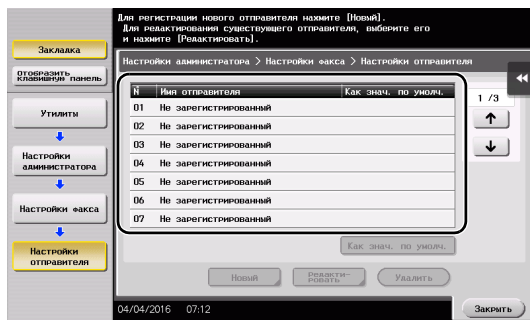 Для регистрации нового отправителя нажмите [Новый].
Для редактирования существующего отправителя, выберите его
и нажмите [Редактировать].
Закладка
Отобразить
клавишную панель
Утилиты
Настройки
администратора
Настройки факса
Настройки
отправителя
Настройки администратора > Настройки факса > Настройки отправителя
N Имя отправителя Как знач. по умолч.
01 Не зарегистрированный
02 Не зарегистрированный
03 Не зарегистрированный
04 Не зарегистрированный
05 Не зарегистрированный
06 Не зарегистрированный
07 Не зарегистрированный
1 /3
Как знач. по умолч.
Новый
Редакти-
ровать
Удалить
04/04/2016 07:12
Закрыть